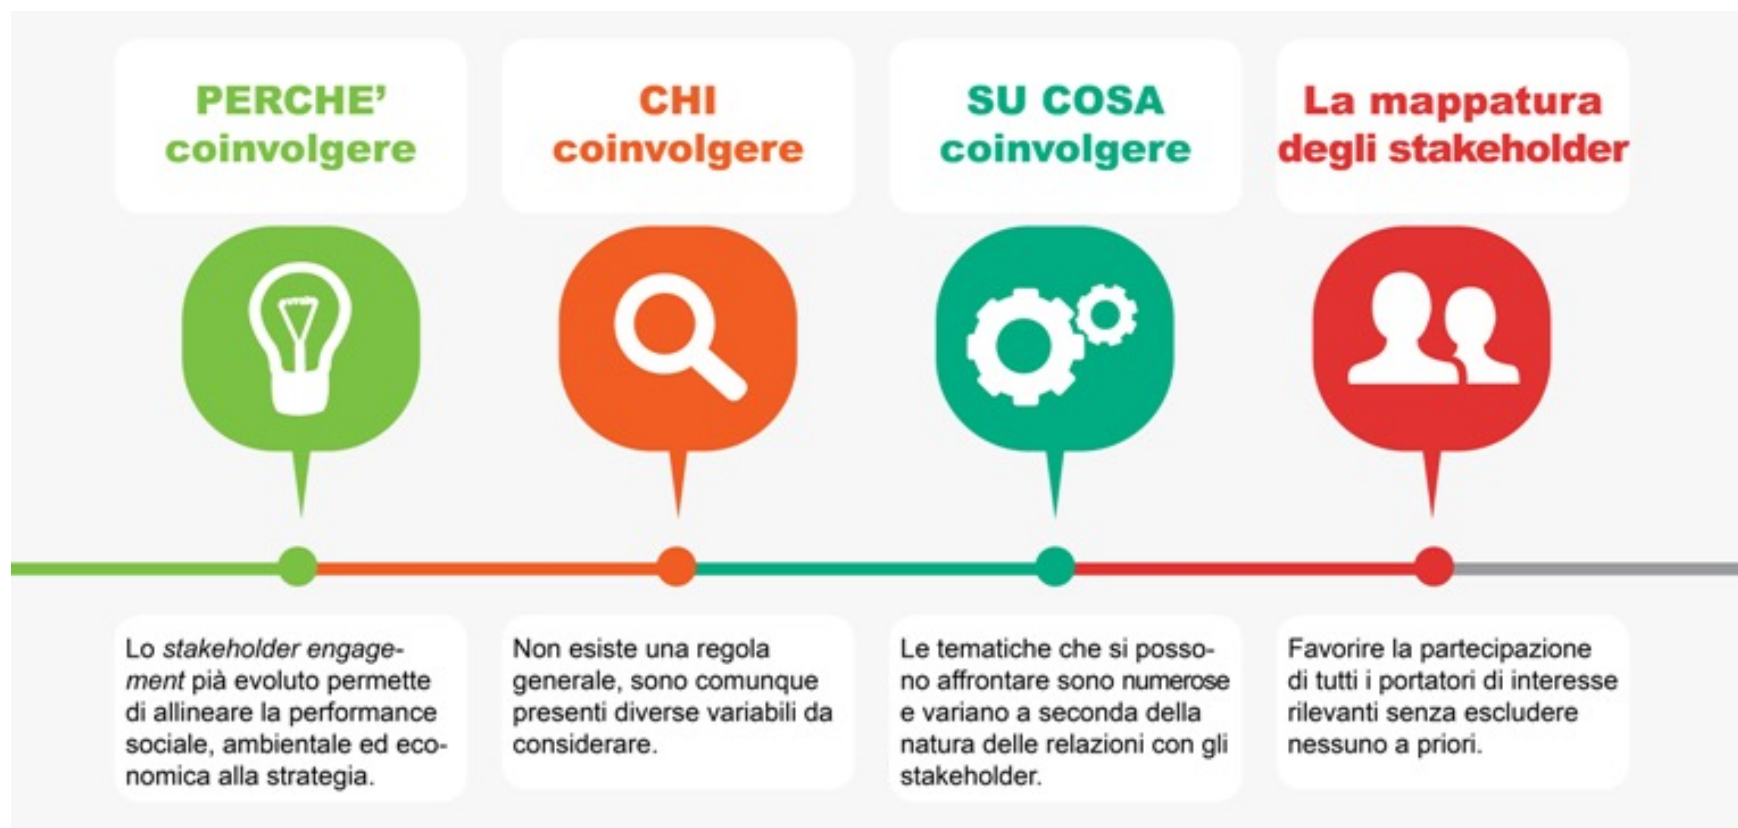 PERCHE’
coinvolgere
CHI
coinvolgere
SU COSA
coinvolgere
La mappatura
degli stakeholder
Lo stakeholder engage-
ment pià evoluto permette
di allineare la performance
sociale, ambientale ed eco-
nomica alla strategia.
Non esiste una regola
generale, sono comunque
presenti diverse variabili da
considerare.
Le tematiche che si posso-
no affrontare sono numerose
e variano a seconda della
natura delle relazioni con gli
stakeholder.
Favorire la partecipazione
di tutti i portatori di interesse
rilevanti senza escludere
nessuno a priori.